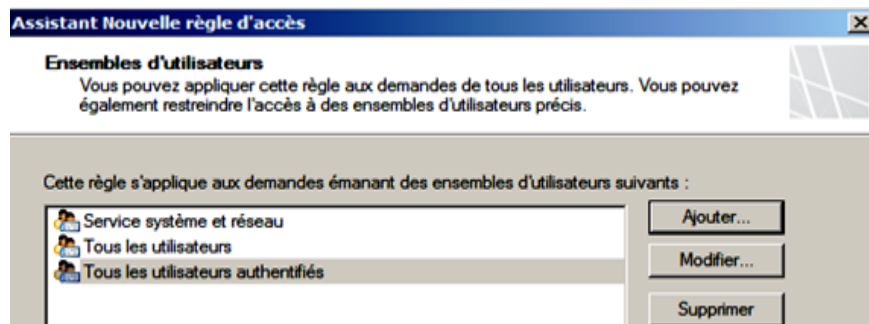 Assistant Nouvelle règle d'accès
Ensembles d'utilisateurs
Vous pouvez appliquer cette règle aux demandes de tous les utilisateurs. Vous pouvez
également restreindre l'accès à des ensembles d'utilisateurs précis.
Cette règle s'applique aux demandes émanant des ensembles d'utilisateurs suivants :
Service système et réseau
Tous les utilisateurs
Tous les utilisateurs authentifiés
Ajouter...
Modifier...
Supprimer